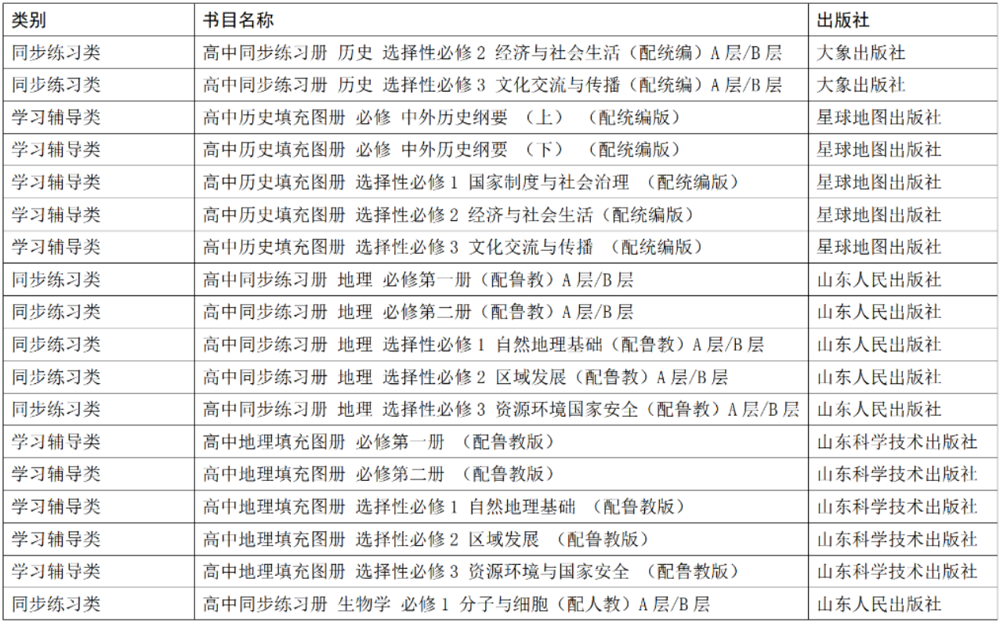 类别 书目名称 出版社
同步练习类 高中同步练习册 历史 选择性必修2 经济与社会生活（配统编）A层/B层 大象出版社
同步练习类 高中同步练习册 历史 选择性必修3 文化交流与传播（配统编）A层/B层 大象出版社
学习辅导类 高中历史填充图册 必修 中外历史纲要 （上） （配统编版） 星球地图出版社
学习辅导类 高中历史填充图册 必修 中外历史纲要 （下） （配统编版） 星球地图出版社
学习辅导类 高中历史填充图册 选择性必修1 国家制度与社会治理 （配统编版） 星球地图出版社
学习辅导类 高中历史填充图册 选择性必修2 经济与社会生活（配统编版） 星球地图出版社
学习辅导类 高中历史填充图册 选择性必修3 文化交流与传播 （配统编版） 星球地图出版社
同步练习类 高中同步练习册 地理 必修第一册（配鲁教）A层/B层 山东人民出版社
同步练习类 高中同步练习册 地理 必修第二册（配鲁教）A层/B层 山东人民出版社
同步练习类 高中同步练习册 地理 选择性必修1 自然地理基础（配鲁教）A层/B层 山东人民出版社
同步练习类 高中同步练习册 地理 选择性必修2 区域发展（配鲁教）A层/B层 山东人民出版社
同步练习类 高中同步练习册 地理 选择性必修3 资源环境国家安全（配鲁教）A层/B层 山东人民出版社
学习辅导类 高中地理填充图册 必修第一册 （配鲁教版） 山东科学技术出版社
学习辅导类 高中地理填充图册 必修第二册 （配鲁教版） 山东科学技术出版社
学习辅导类 高中地理填充图册 选择性必修1 自然地理基础 （配鲁教版） 山东科学技术出版社
学习辅导类 高中地理填充图册 选择性必修2 区域发展 （配鲁教版） 山东科学技术出版社
学习辅导类 高中地理填充图册 选择性必修3 资源环境与国家安全 （配鲁教版） 山东科学技术出版社
同步练习类 高中同步练习册 生物学 必修1 分子与细胞（配人教）A层/B层 山东人民出版社